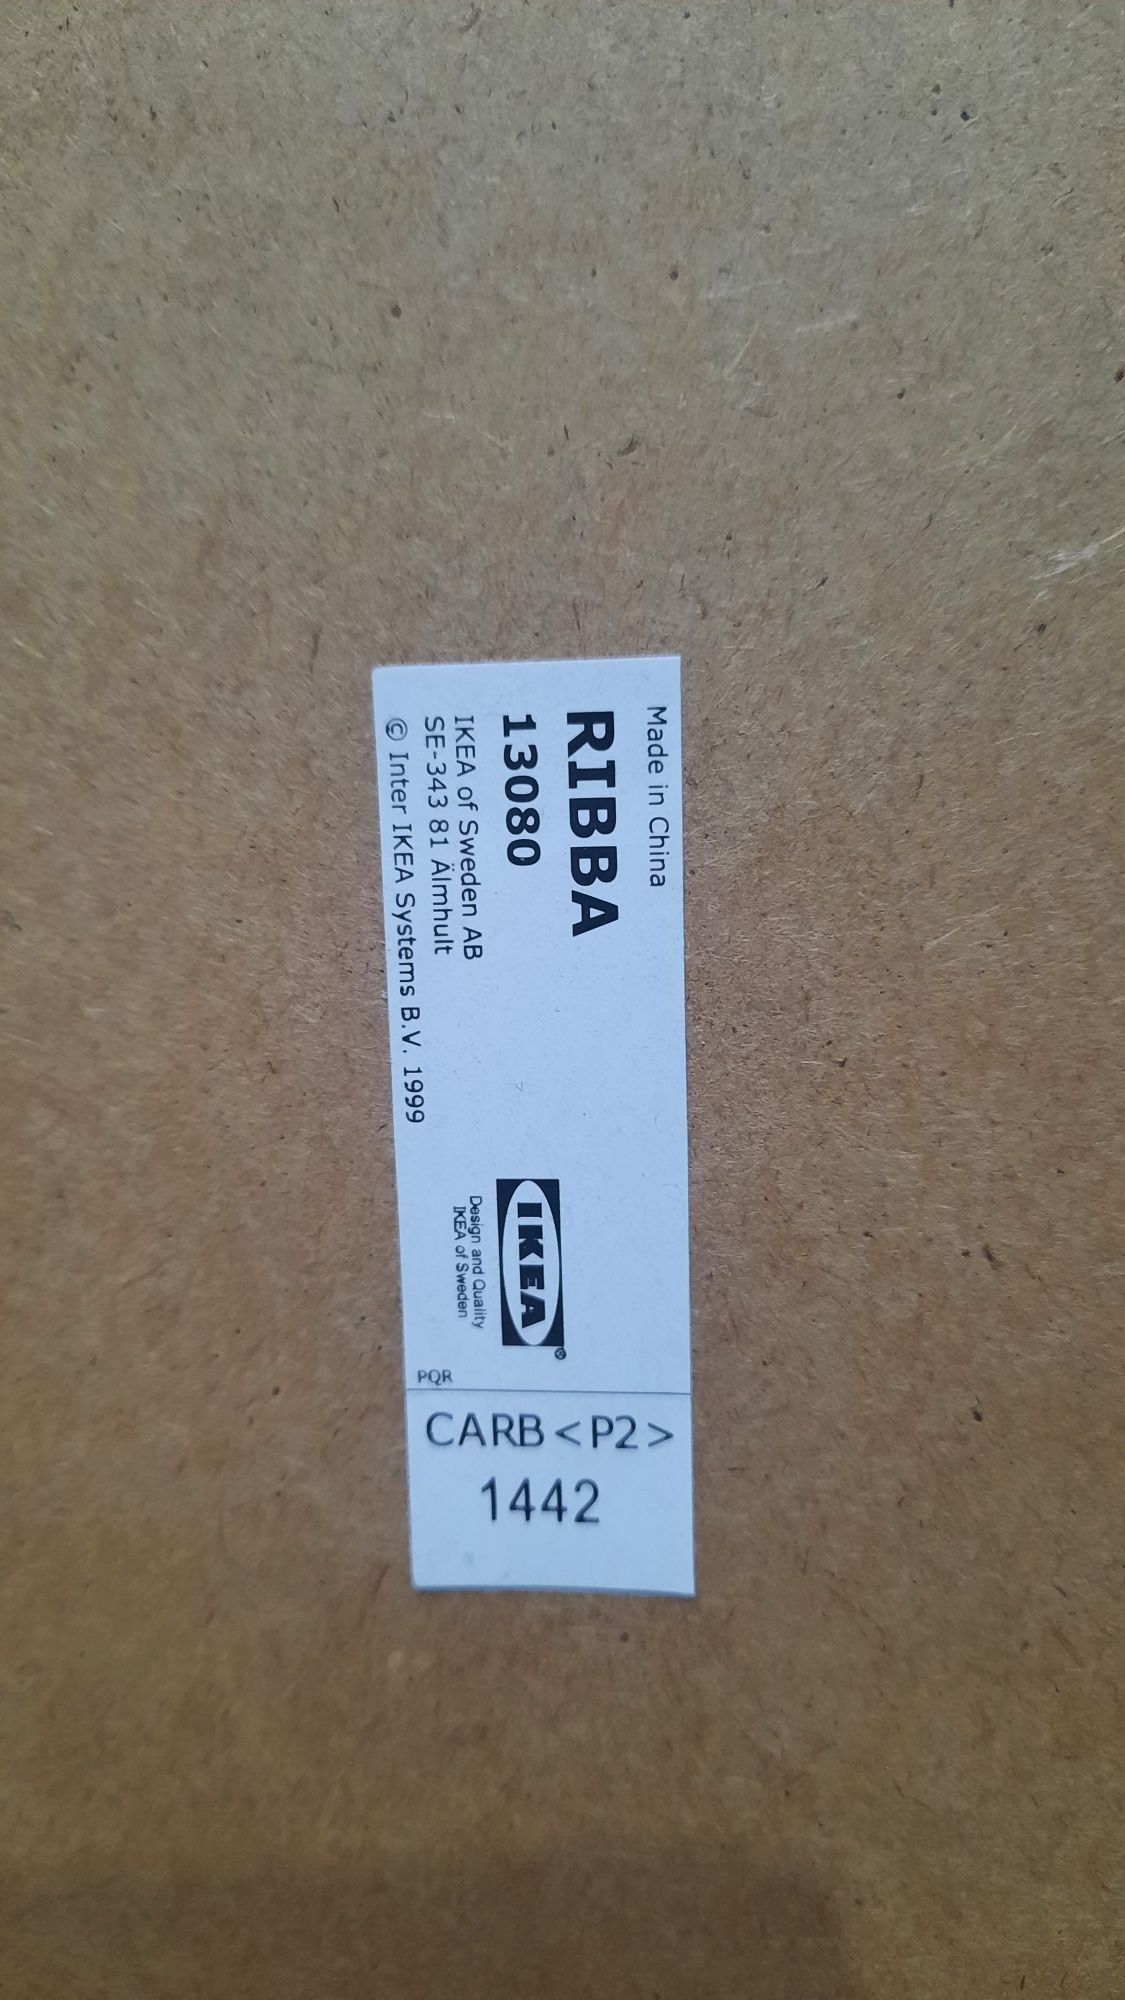 Made in China
RIBBA
13080
IKEA of Sweden AB
SE-343 81 Älmhult
© Inter IKEA Systems B.V. 1999
IKEA®
Design and Quality
IKEA of Sweden
PQR
CARB <P2>
1442